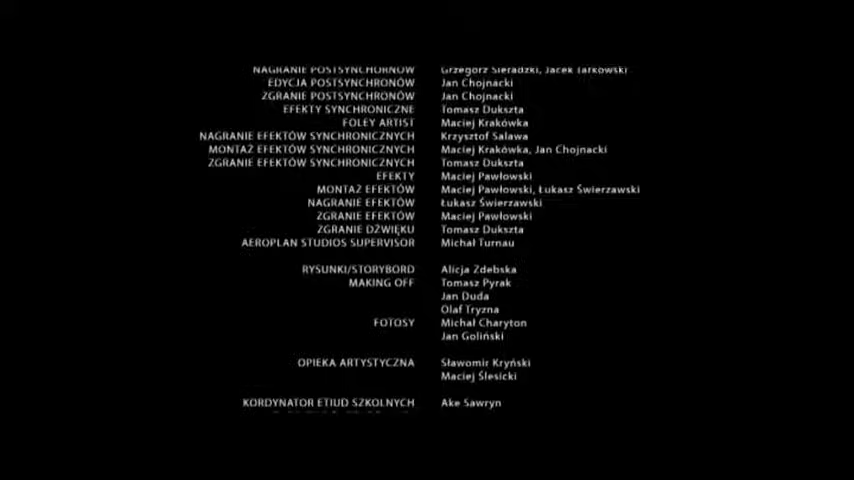 NAGRANIE POSTSYNCHORNÓW Grzegorz Sieradzki, Jacek Tarkowski
EDYCJA POSTSYNCHRONÓW Jan Chojnacki
ZGRANIE POSTSYNCHRONÓW Jan Chojnacki
EFEKTY SYNCHRONICZNE Tomasz Dukszta
FOLEY ARTIST Maciej Krakówka
NAGRANIE EFEKTÓW SYNCHRONICZNYCH Krzysztof Salawa
MONTAŻ EFEKTÓW SYNCHRONICZNYCH Maciej Krakówka, Jan Chojnacki
ZGRANIE EFEKTÓW SYNCHRONICZNYCH Tomasz Dukszta
EFEKTY Maciej Pawłowski
MONTAŻ EFEKTÓW Maciej Pawłowski, Łukasz Świerzawski
NAGRANIE EFEKTÓW Łukasz Świerzawski
ZGRANIE EFEKTÓW Maciej Pawłowski
ZGRANIE DŹWIĘKU Tomasz Dukszta
AEROPLAN STUDIOS SUPERVISOR Michał Turnau
RYSUNKI/STORYBORD Alicja Zdebska
MAKING OFF Tomasz Pyrak
Jan Duda
Olaf Tryzna
FOTOSY Michał Charyton
Jan Goliński
OPIEKA ARTYSTYCZNA Sławomir Kryński
Maciej Ślesicki
KORDYNATOR ETIUD SZKOLNYCH Ake Sawryn